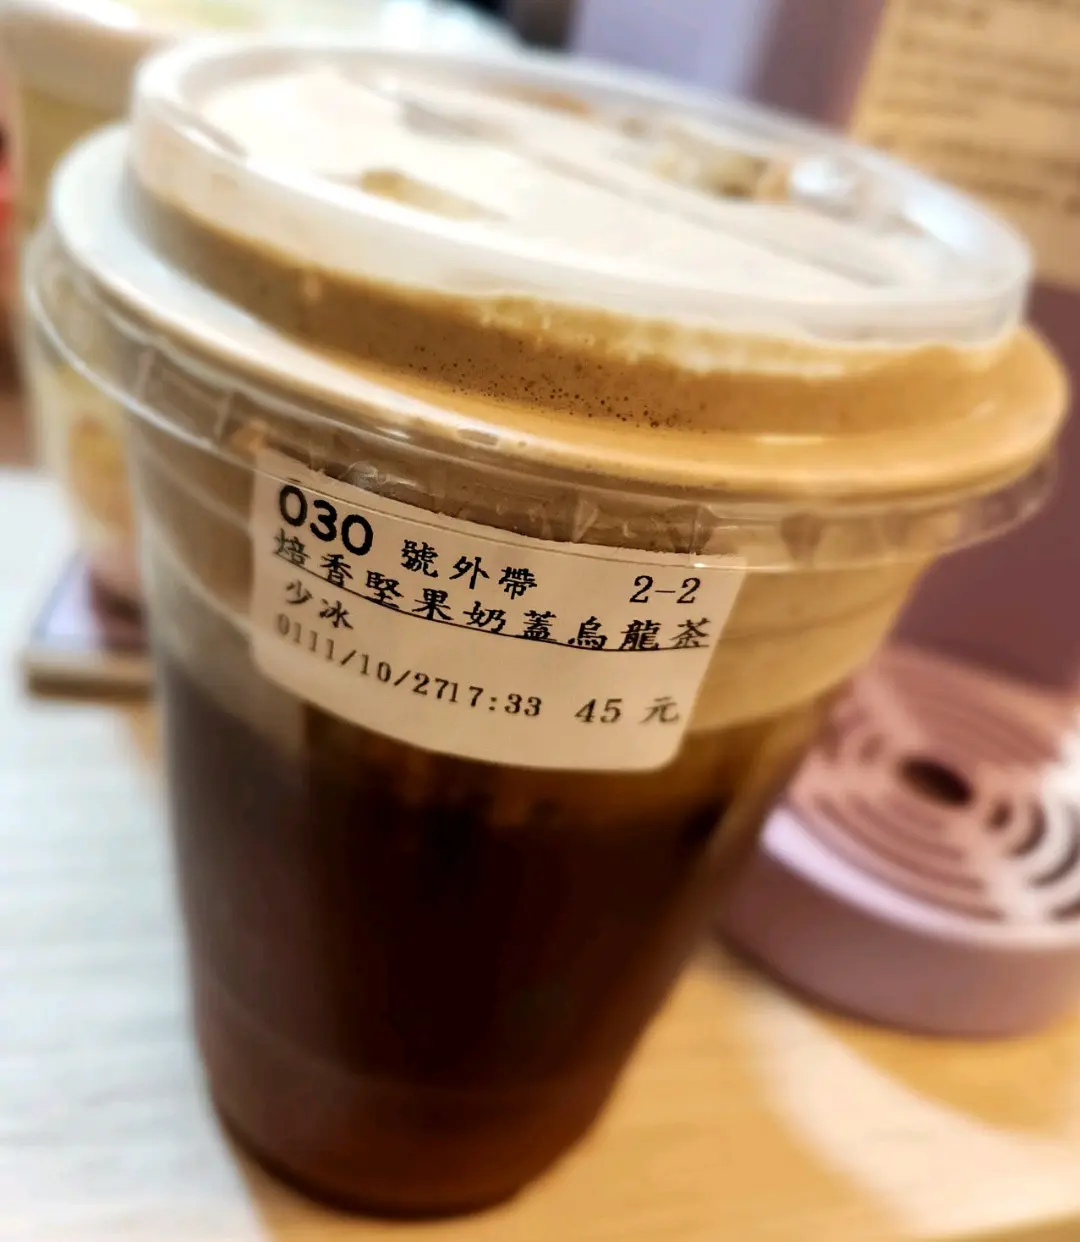 030 號外帶 2-2
焙香堅果奶蓋烏龍茶
少冰
0111/10/2717:33 45 元